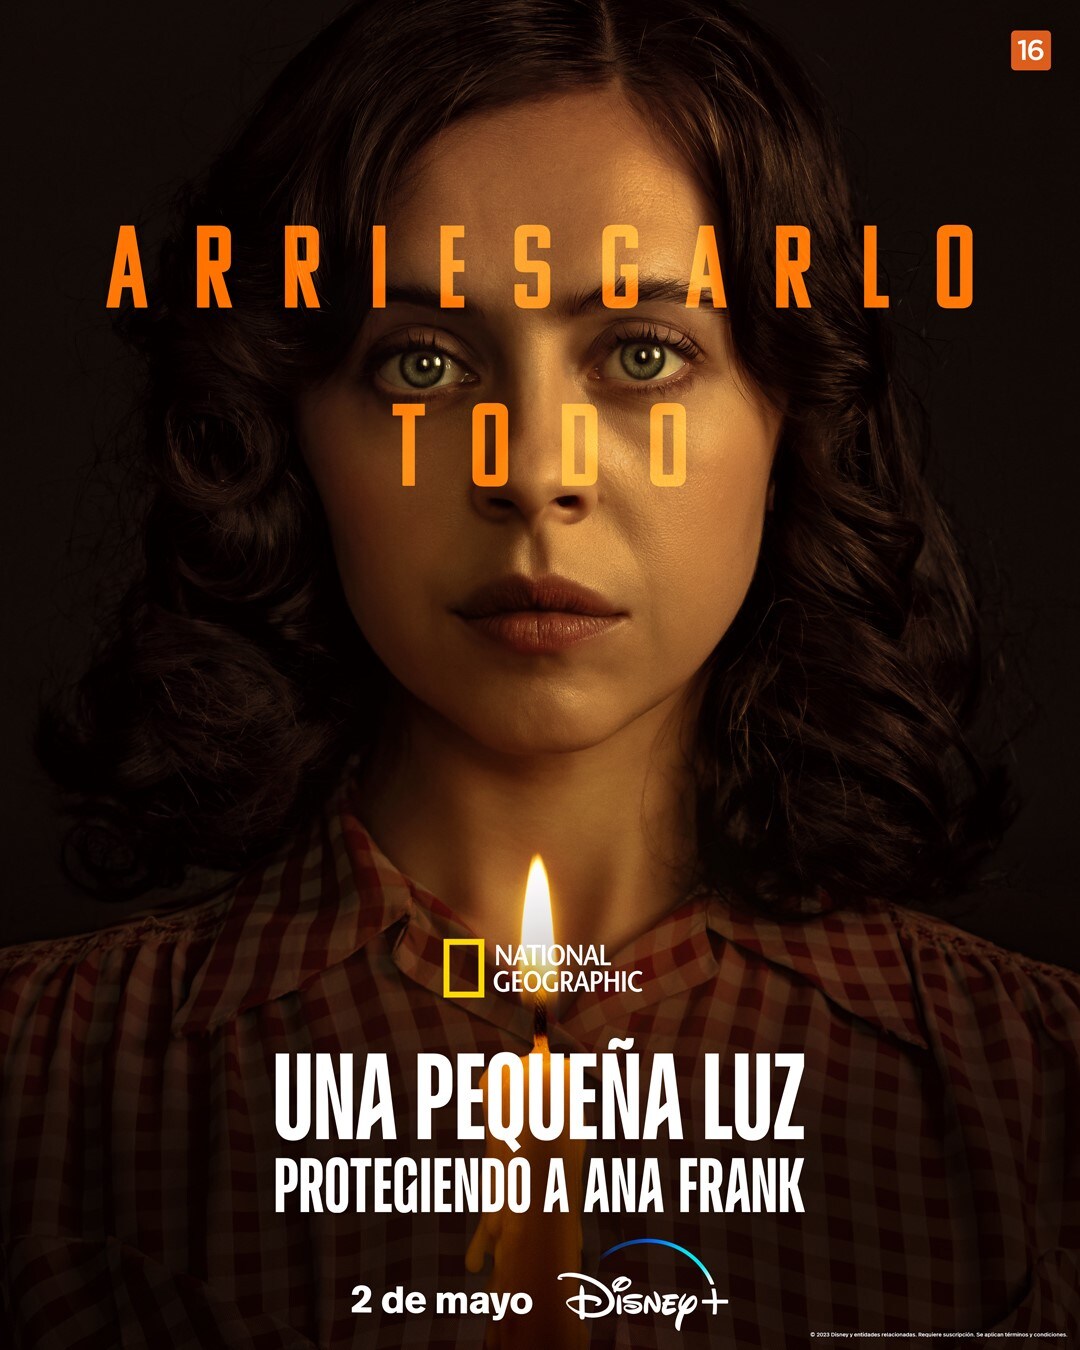 16
ARRIESGARLO
TODO
NATIONAL
GEOGRAPHIC
UNA PEQUEÑA LUZ
PROTEGIENDO A ANA FRANK
2 de mayo Disney+
© 2023 Disney y entidades relacionadas. Requiere suscripción. Se aplican términos y condiciones.